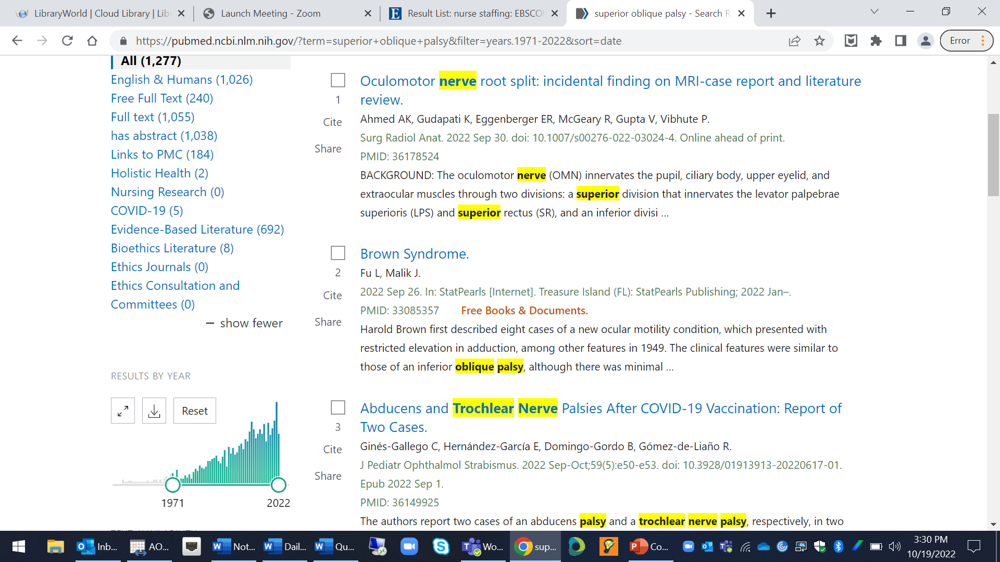 LibraryWorld | Cloud Library | Lib
Launch Meeting - Zoom
Result List: nurse staffing: EBSCO
superior oblique palsy - Search R
https://pubmed.ncbi.nlm.nih.gov/?term=superior+oblique+palsy&filter=years.1971-2022&sort=date
Error
All (1,277)
English & Humans (1,026)
Free Full Text (240)
Full text (1,055)
has abstract (1,038)
Links to PMC (184)
Holistic Health (2)
Nursing Research (0)
COVID-19 (5)
Evidence-Based Literature (692)
Bioethics Literature (8)
Ethics Journals (0)
Ethics Consultation and
Committees (0)
— show fewer
RESULTS BY YEAR
Reset
1971
2022
1
Cite
Share
Oculomotor nerve root split: incidental finding on MRI-case report and literature
review.
Ahmed AK, Gudapati K, Eggenberger ER, McGeary R, Gupta V, Vibhute P.
Surg Radiol Anat. 2022 Sep 30. doi: 10.1007/s00276-022-03024-4. Online ahead of print.
PMID: 36178524
BACKGROUND: The oculomotor nerve (OMN) innervates the pupil, ciliary body, upper eyelid, and
extraocular muscles through two divisions: a superior division that innervates the levator palpebrae
superioris (LPS) and superior rectus (SR), and an inferior divisi ...
2
Cite
Share
Brown Syndrome.
Fu L, Malik J.
2022 Sep 26. In: StatPearls [Internet]. Treasure Island (FL): StatPearls Publishing; 2022 Jan–.
PMID: 33085357 Free Books & Documents.
Harold Brown first described eight cases of a new ocular motility condition, which presented with
restricted elevation in adduction, among other features in 1949. The clinical features were similar to
those of an inferior oblique palsy, although there was minimal ...
3
Cite
Share
Abducens and Trochlear Nerve Palsies After COVID-19 Vaccination: Report of
Two Cases.
Ginés-Gallego C, Hernández-García E, Domingo-Gordo B, Gómez-de-Liaño R.
J Pediatr Ophthalmol Strabismus. 2022 Sep-Oct;59(5):e50-e53. doi: 10.3928/01913913-20220617-01.
Epub 2022 Sep 1.
PMID: 36149925
The authors report two cases of an abducens palsy and a trochlear nerve palsy, respectively, in two
Inb...
AO...
Not...
Dail...
Qu...
Wo...
sup...
Co...
3:30 PM
10/19/2022